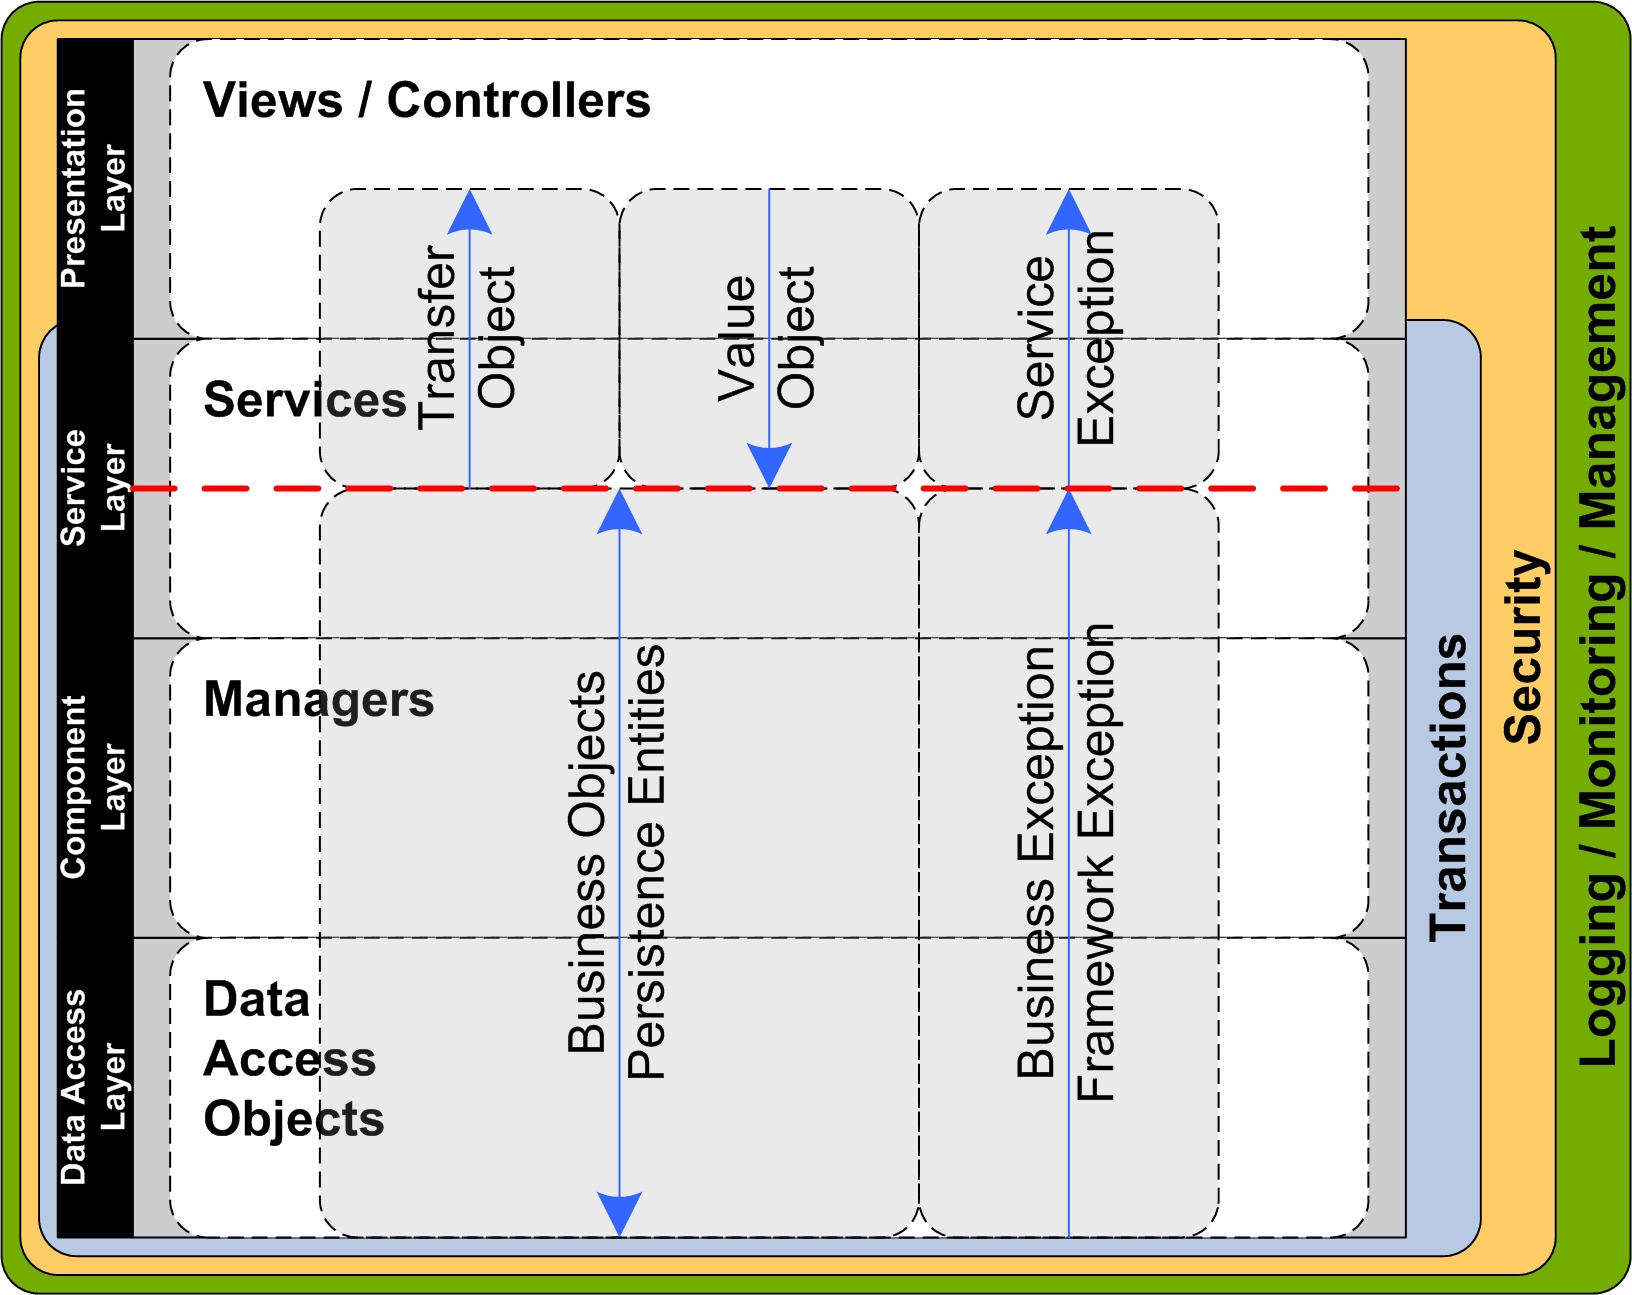 Presentation
Layer
Views / Controllers
Transfer
Object
Value
Object
Service
Exception
Service
Layer
Services
Component
Layer
Managers
Business Objects
Persistence Entities
Business Exception
Framework Exception
Data Access
Layer
Data
Access
Objects
Transactions
Security
Logging / Monitoring / Management